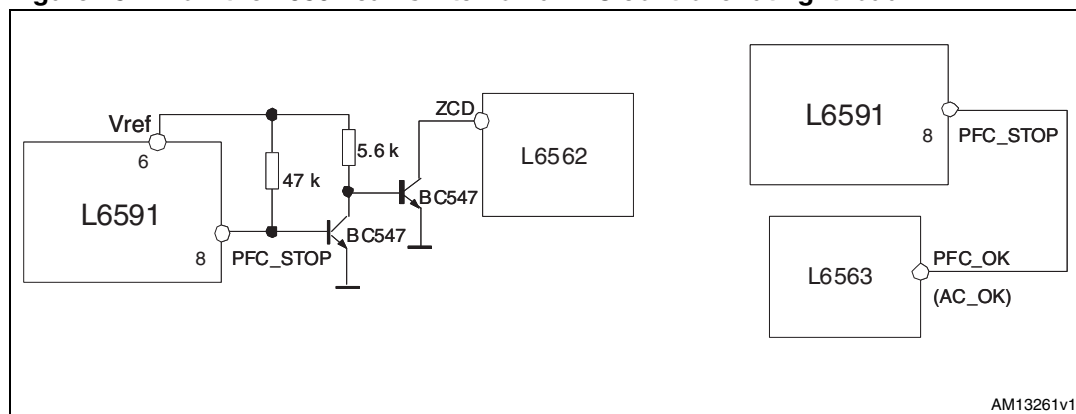 Vref
6
47 k
5.6 k
L6591
8
PFC_STOP
BC547
BC547
ZCD
L6562
L6591
8
PFC_STOP
L6563
PFC_OK
(AC_OK)
AM13261v1